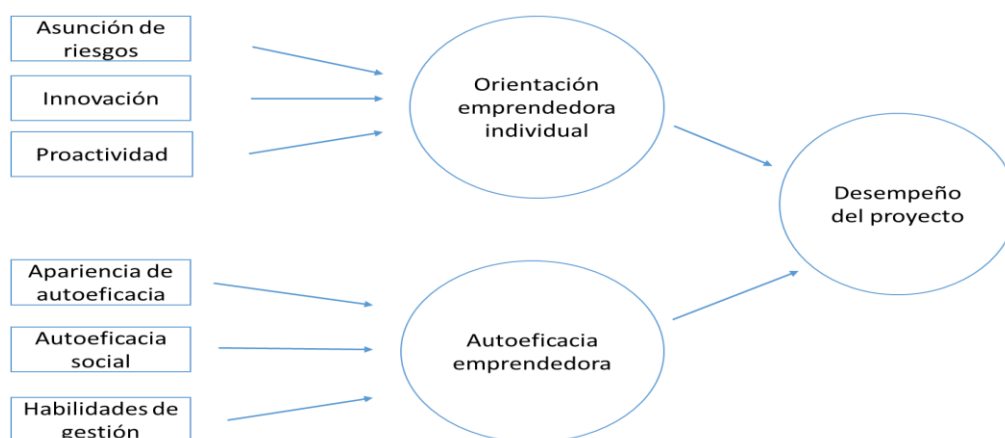 Asunción de
riesgos
Innovación
Proactividad
Orientación
emprendedora
individual
Desempeño
del proyecto
Apariencia de
autoeficacia
Autoeficacia
social
Habilidades de
gestión
Autoeficacia
emprendedora